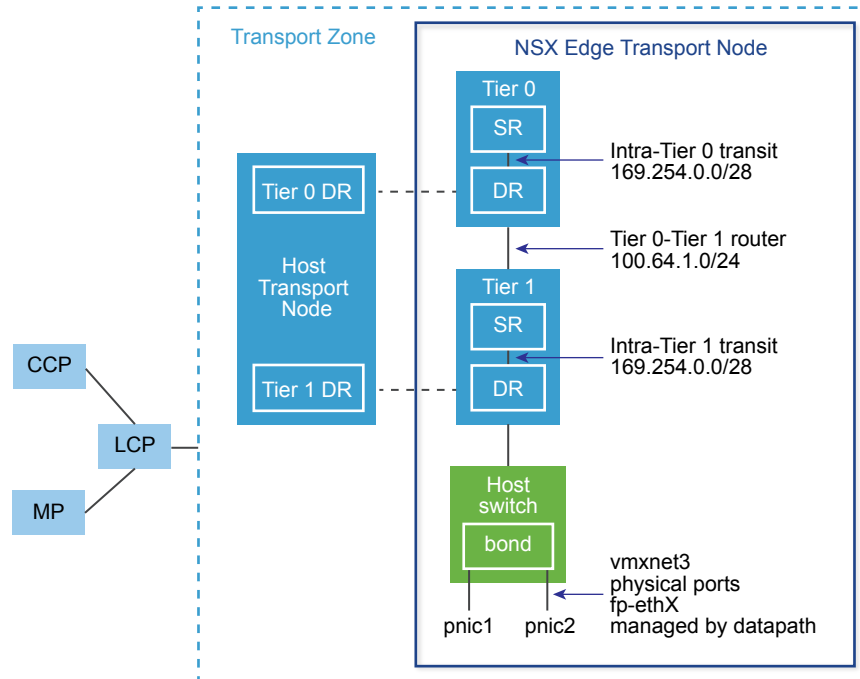 Transport Zone
NSX Edge Transport Node
Tier 0
SR
Intra-Tier 0 transit
169.254.0.0/28
Tier 0 DR
DR
Tier 0-Tier 1 router
100.64.1.0/24
Host
Transport
Node
Tier 1
SR
Intra-Tier 1 transit
169.254.0.0/28
Tier 1 DR
DR
CCP
LCP
MP
Host
switch
bond
vmxnet3
physical ports
fp-ethX
managed by datapath
pnic1
pnic2